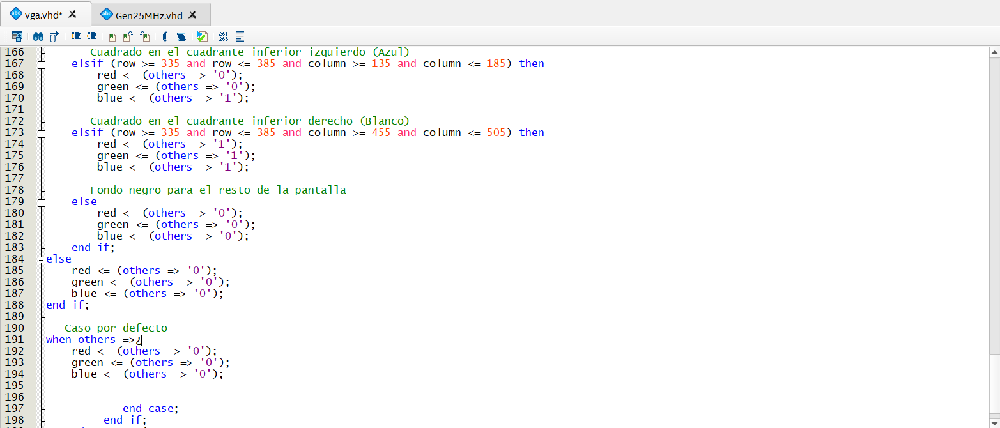 abc vga.vhd*
abc Gen25MHz.vhd
267
268
166 -- Cuadrado en el cuadrante inferior izquierdo (Azul)
167 elsif (row >= 335 and row <= 385 and column >= 135 and column <= 185) then
168 red <= (others => '0');
169 green <= (others => '0');
170 blue <= (others => '1');
171
172 -- Cuadrado en el cuadrante inferior derecho (Blanco)
173 elsif (row >= 335 and row <= 385 and column >= 455 and column <= 505) then
174 red <= (others => '1');
175 green <= (others => '1');
176 blue <= (others => '1');
177
178 -- Fondo negro para el resto de la pantalla
179 else
180 red <= (others => '0');
181 green <= (others => '0');
182 blue <= (others => '0');
183 end if;
184 else
185 red <= (others => '0');
186 green <= (others => '0');
187 blue <= (others => '0');
188 end if;
189
190 -- Caso por defecto
191 when others =>¿
192 red <= (others => '0');
193 green <= (others => '0');
194 blue <= (others => '0');
195
196
197 end case;
198 end if;